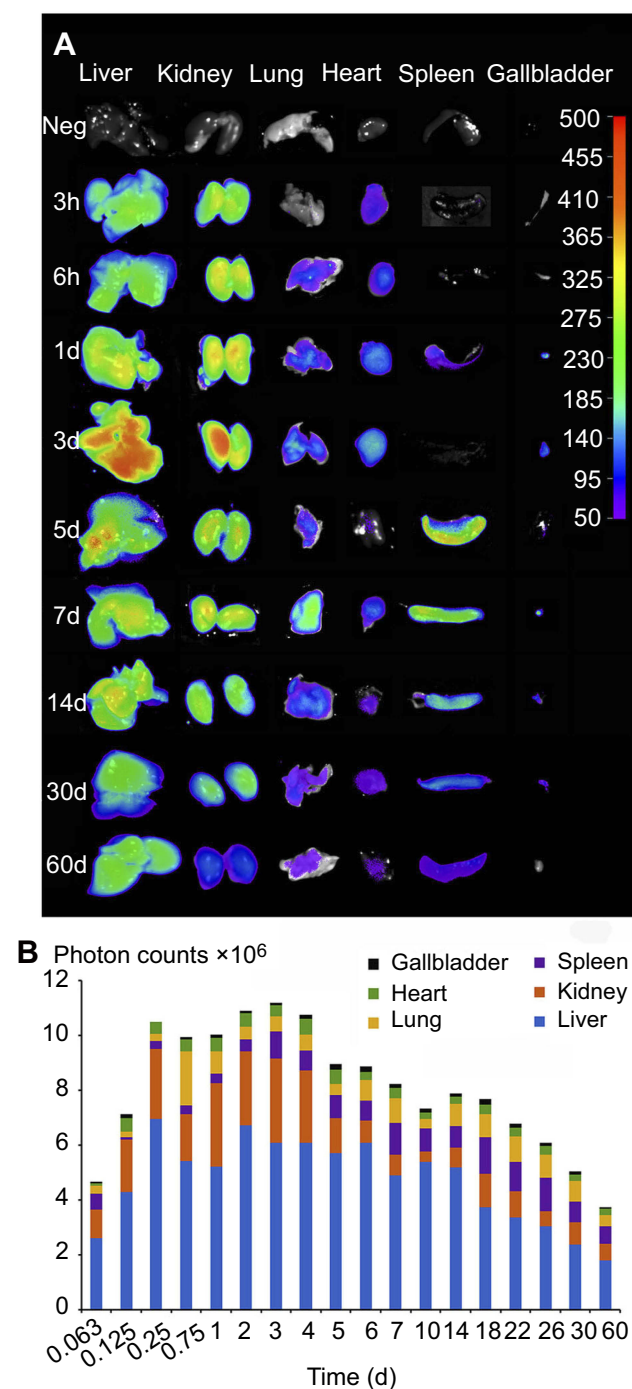 A
Liver Kidney Lung Heart Spleen Gallbladder
Neg
3h
6h
1d
3d
5d
7d
14d
30d
60d
500
455
410
365
325
275
230
185
140
95
50
B Photon counts ×10⁶
Gallbladder Spleen
Heart Kidney
Lung Liver
12
10
8
6
4
2
0
0.063 0.125 0.25 0.75 1 2 3 4 5 6 7 10 14 18 22 26 30 60
Time (d)